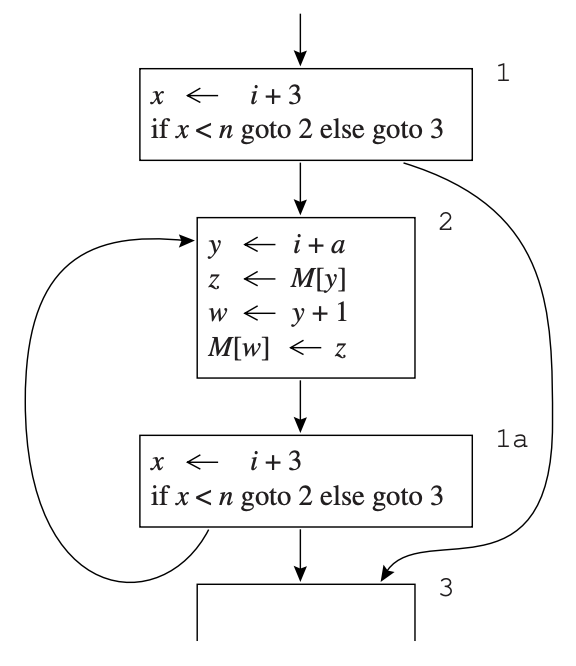 1
x ← i + 3
if x < n goto 2 else goto 3
2
y ← i + a
z ← M[y]
w ← y + 1
M[w] ← z
1a
x ← i + 3
if x < n goto 2 else goto 3
3